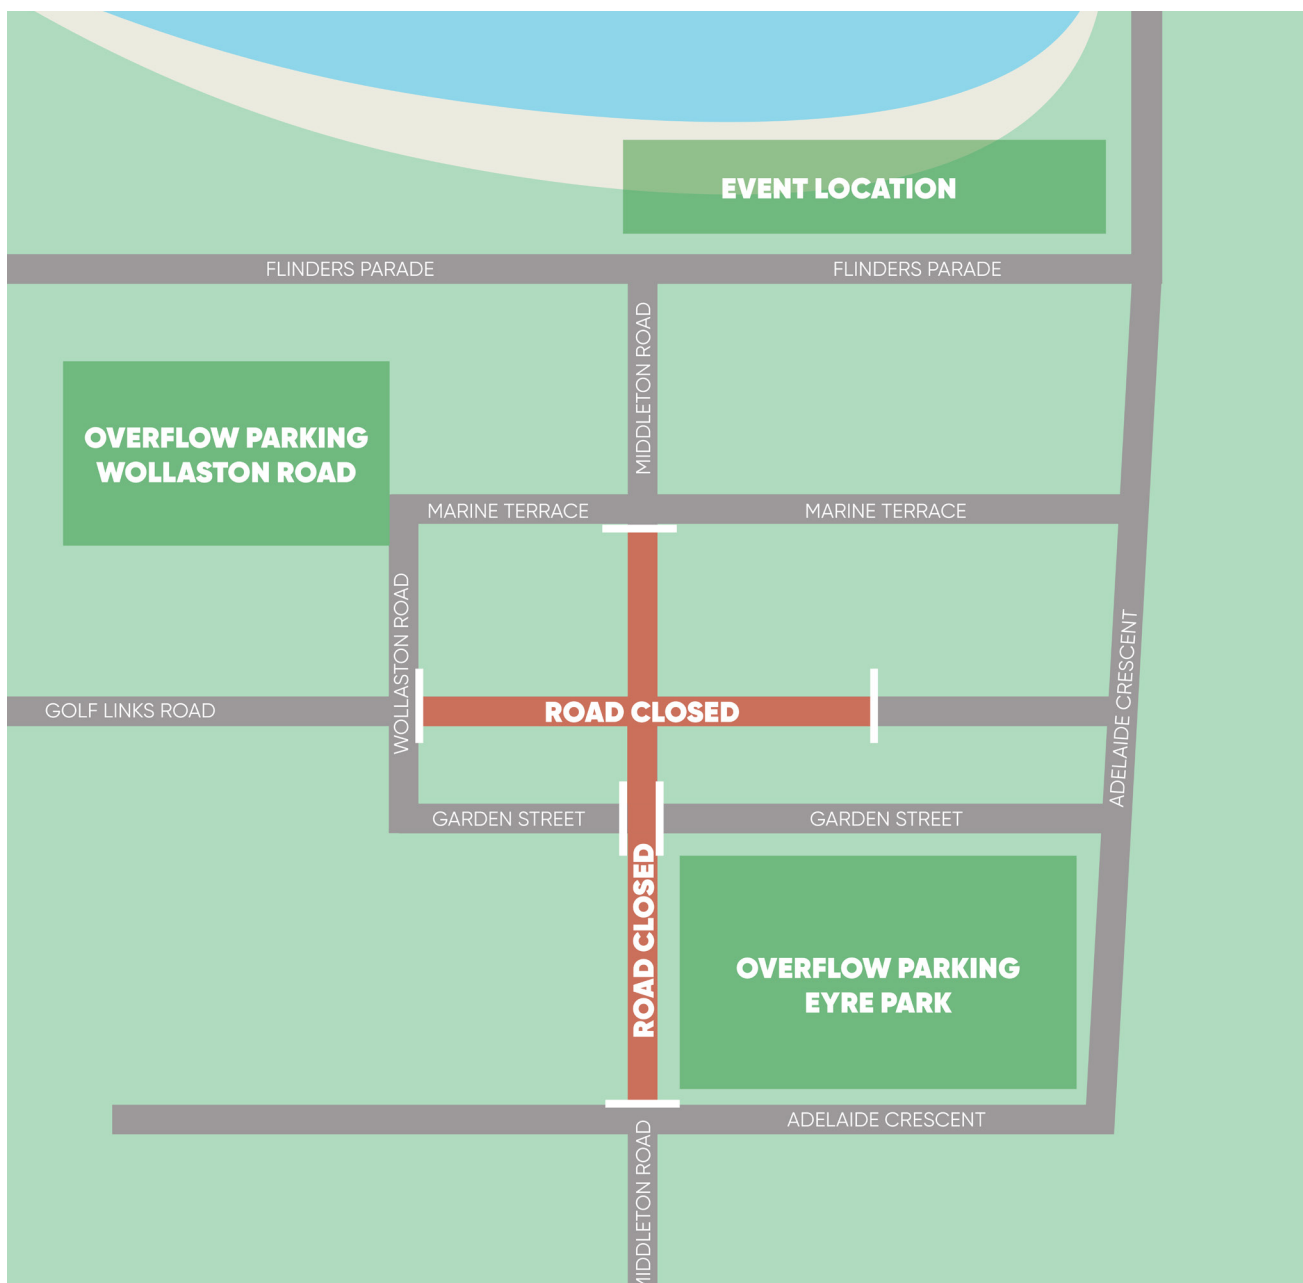 EVENT LOCATION
FLINDERS PARADE
FLINDERS PARADE
MIDDLETON ROAD
OVERFLOW PARKING
WOLLASTON ROAD
MARINE TERRACE
MARINE TERRACE
WOLLASTON ROAD
ADELAIDE CRESCENT
GOLF LINKS ROAD
ROAD CLOSED
GARDEN STREET
GARDEN STREET
ROAD CLOSED
OVERFLOW PARKING
EYRE PARK
ADELAIDE CRESCENT
MIDDLETON ROAD